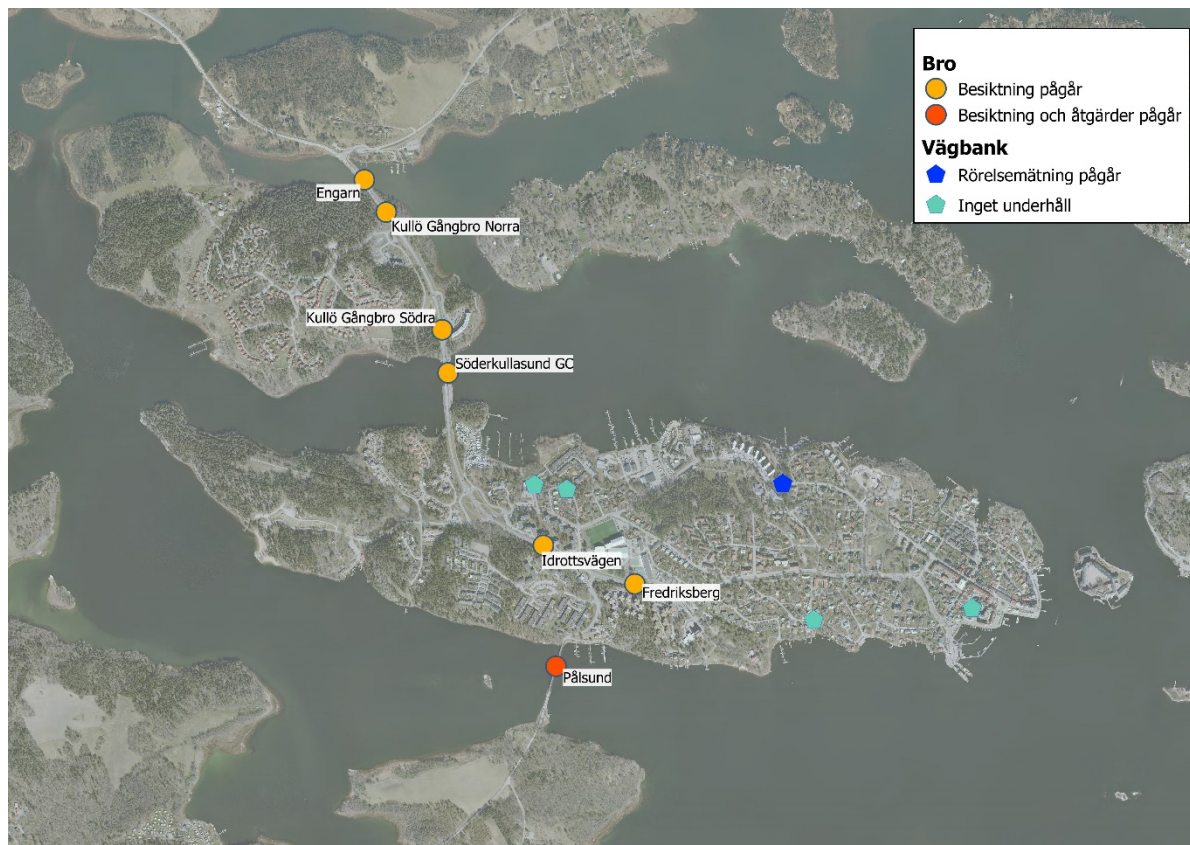 Bro
Besiktning pågår
Besiktning och åtgärder pågår
Vägbank
Rörelsemätning pågår
Inget underhåll
Engarn
Kullö Gångbro Norra
Kullö Gångbro Södra
Söderkullasund GC
Idrottsvägen
Fredriksberg
Pålsund